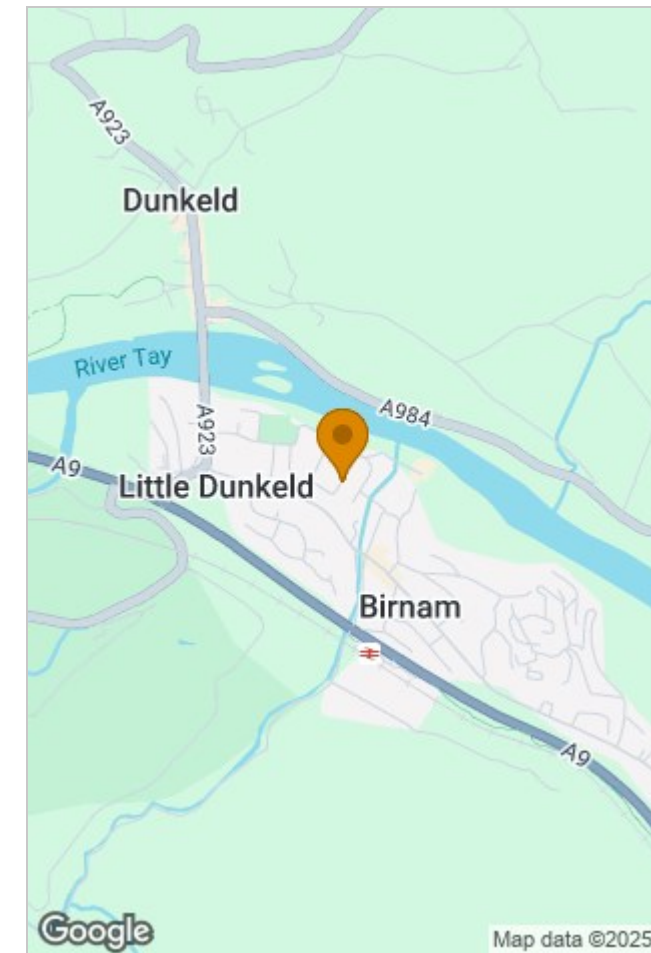 A923
Dunkeld
River Tay
A984
A923
A9
Little Dunkeld
Birnam
A9
Google
Map data ©2025